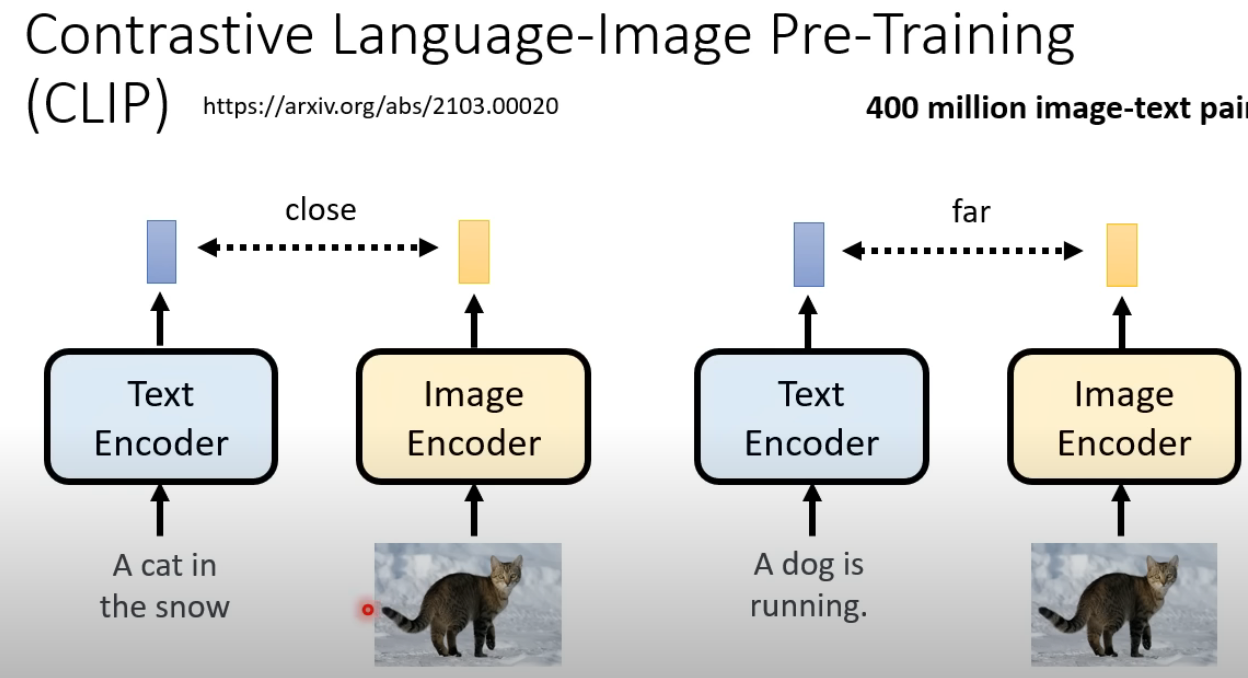 Contrastive Language-Image Pre-Training
(CLIP) https://arxiv.org/abs/2103.00020
400 million image-text pair
close
far
Text
Encoder
Image
Encoder
Text
Encoder
Image
Encoder
A cat in
the snow
A dog is
running.